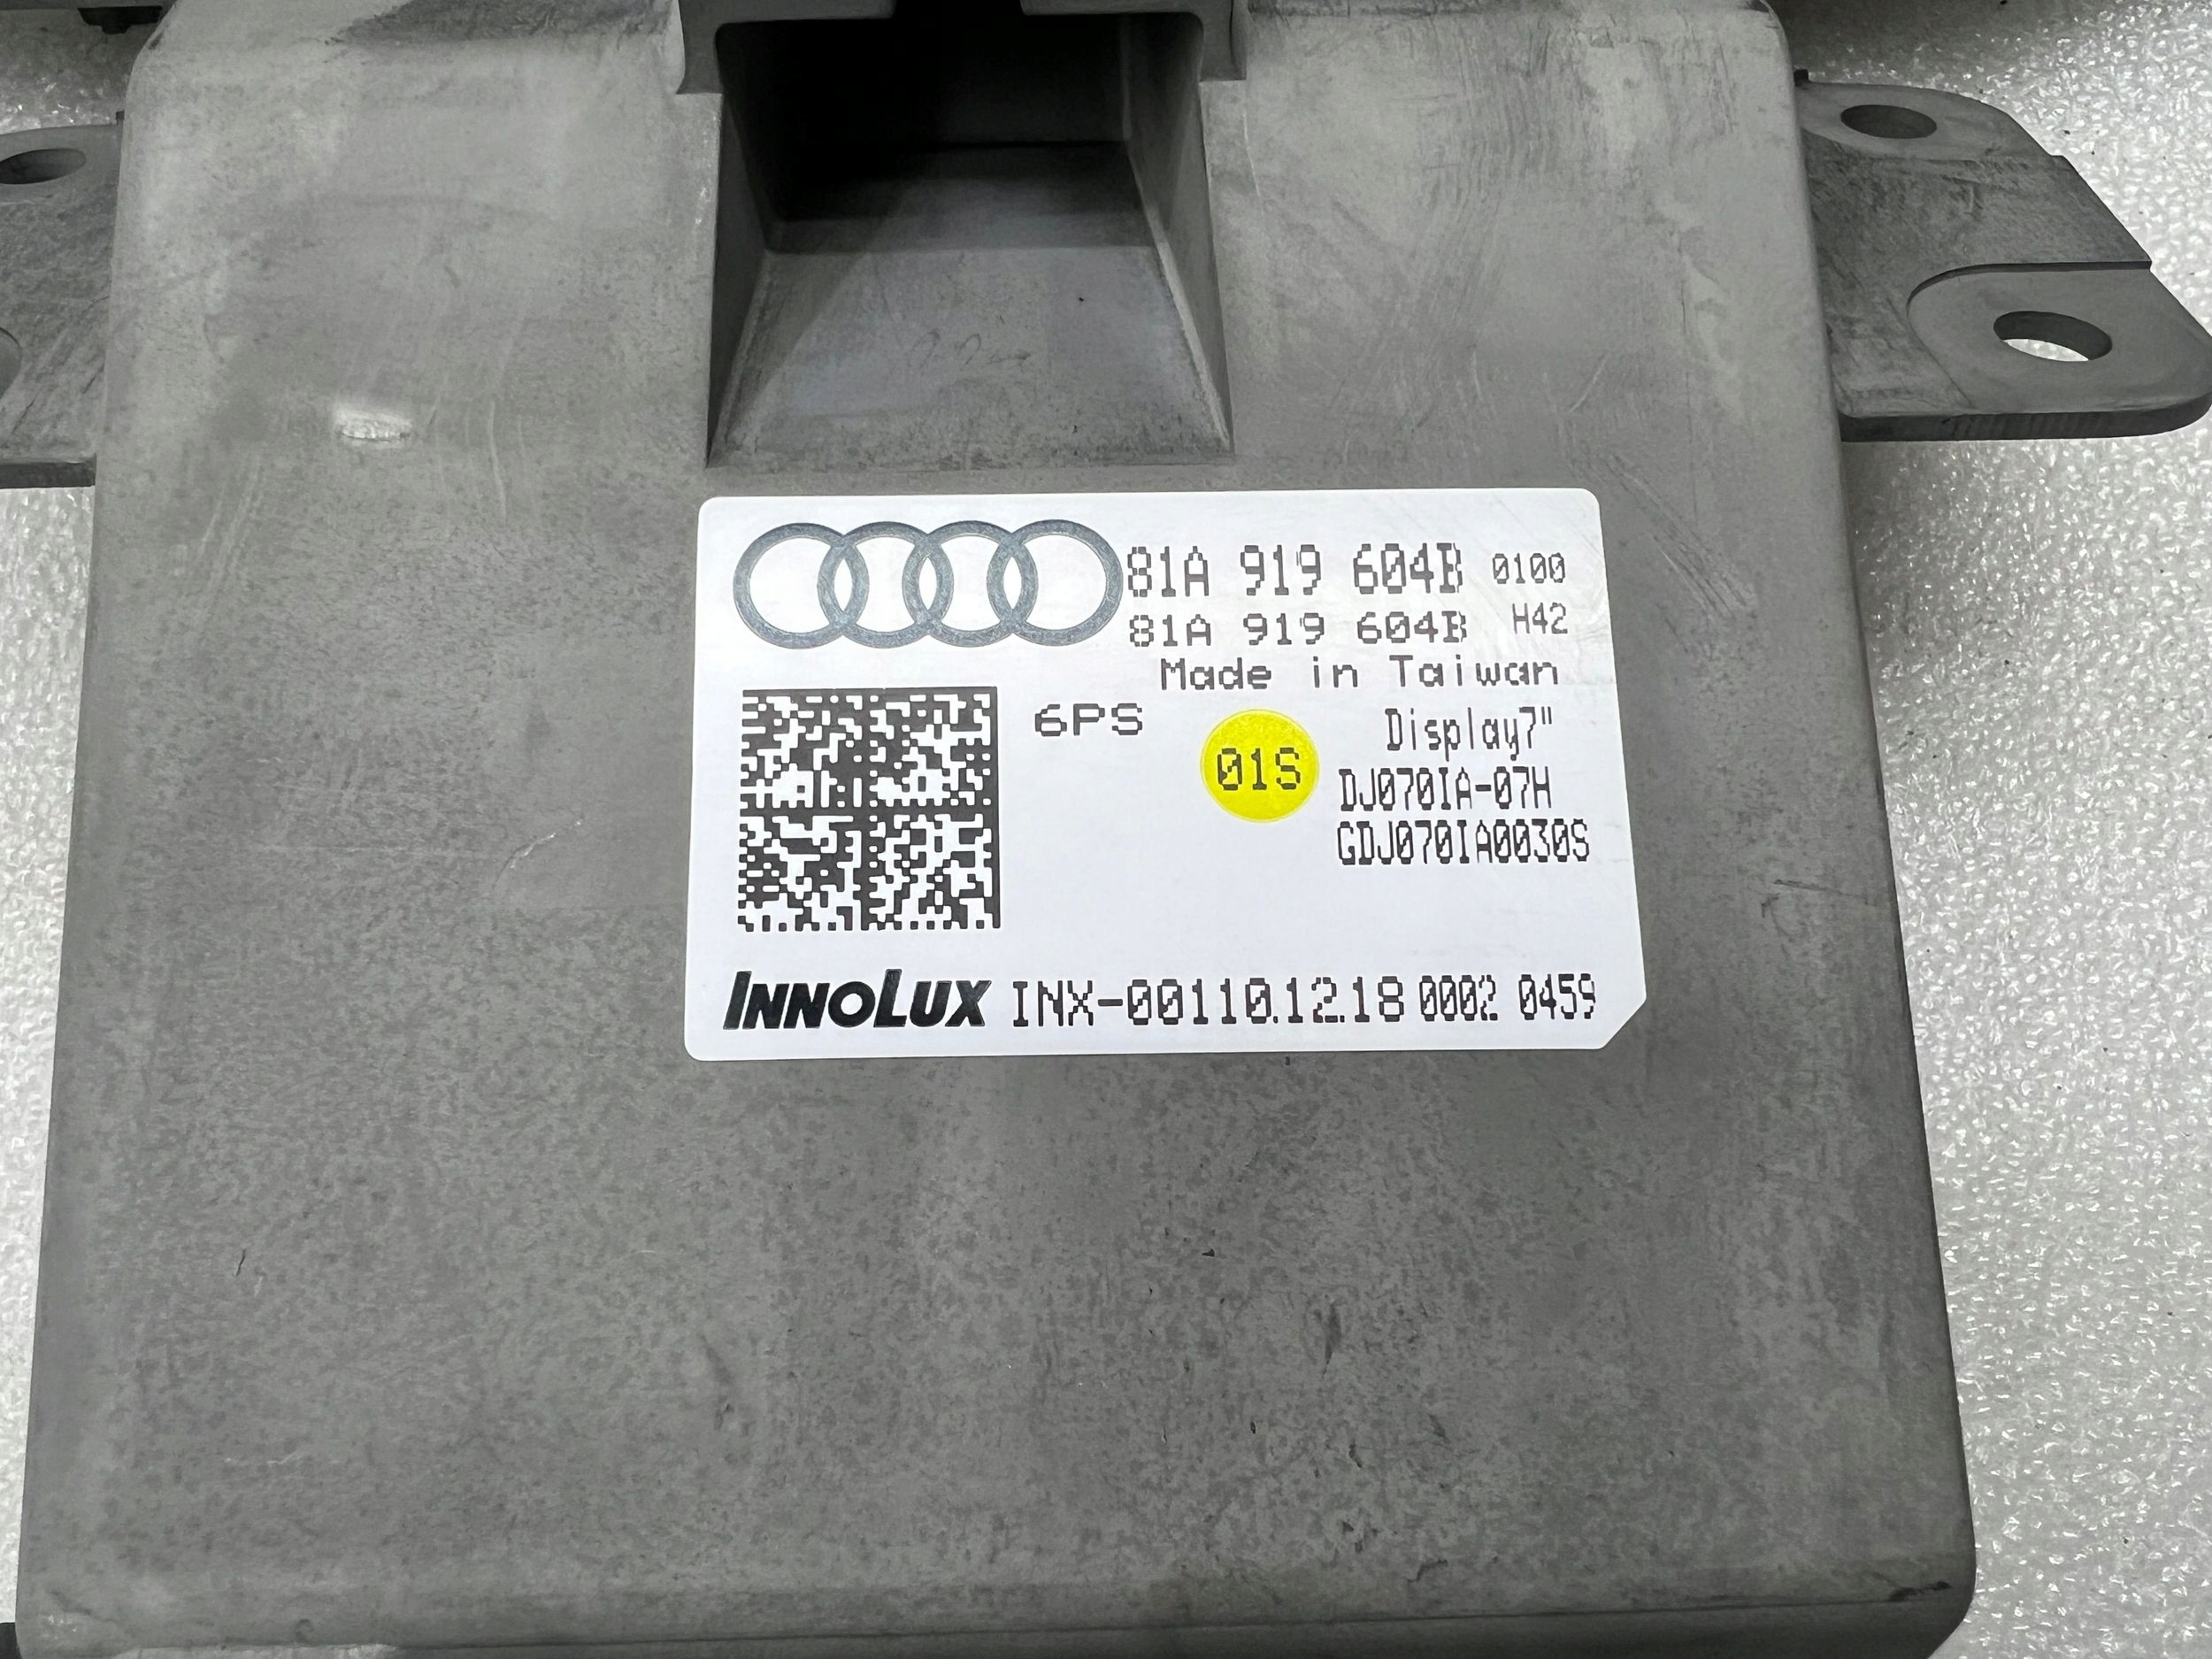 81A 919 604B 0100
81A 919 604B H42
Made in Taiwan
6PS
01S
Display7"
DJ070IA-07H
GDJ070IA0030S
INNOLUX INX-00110.12.18 0002 0459